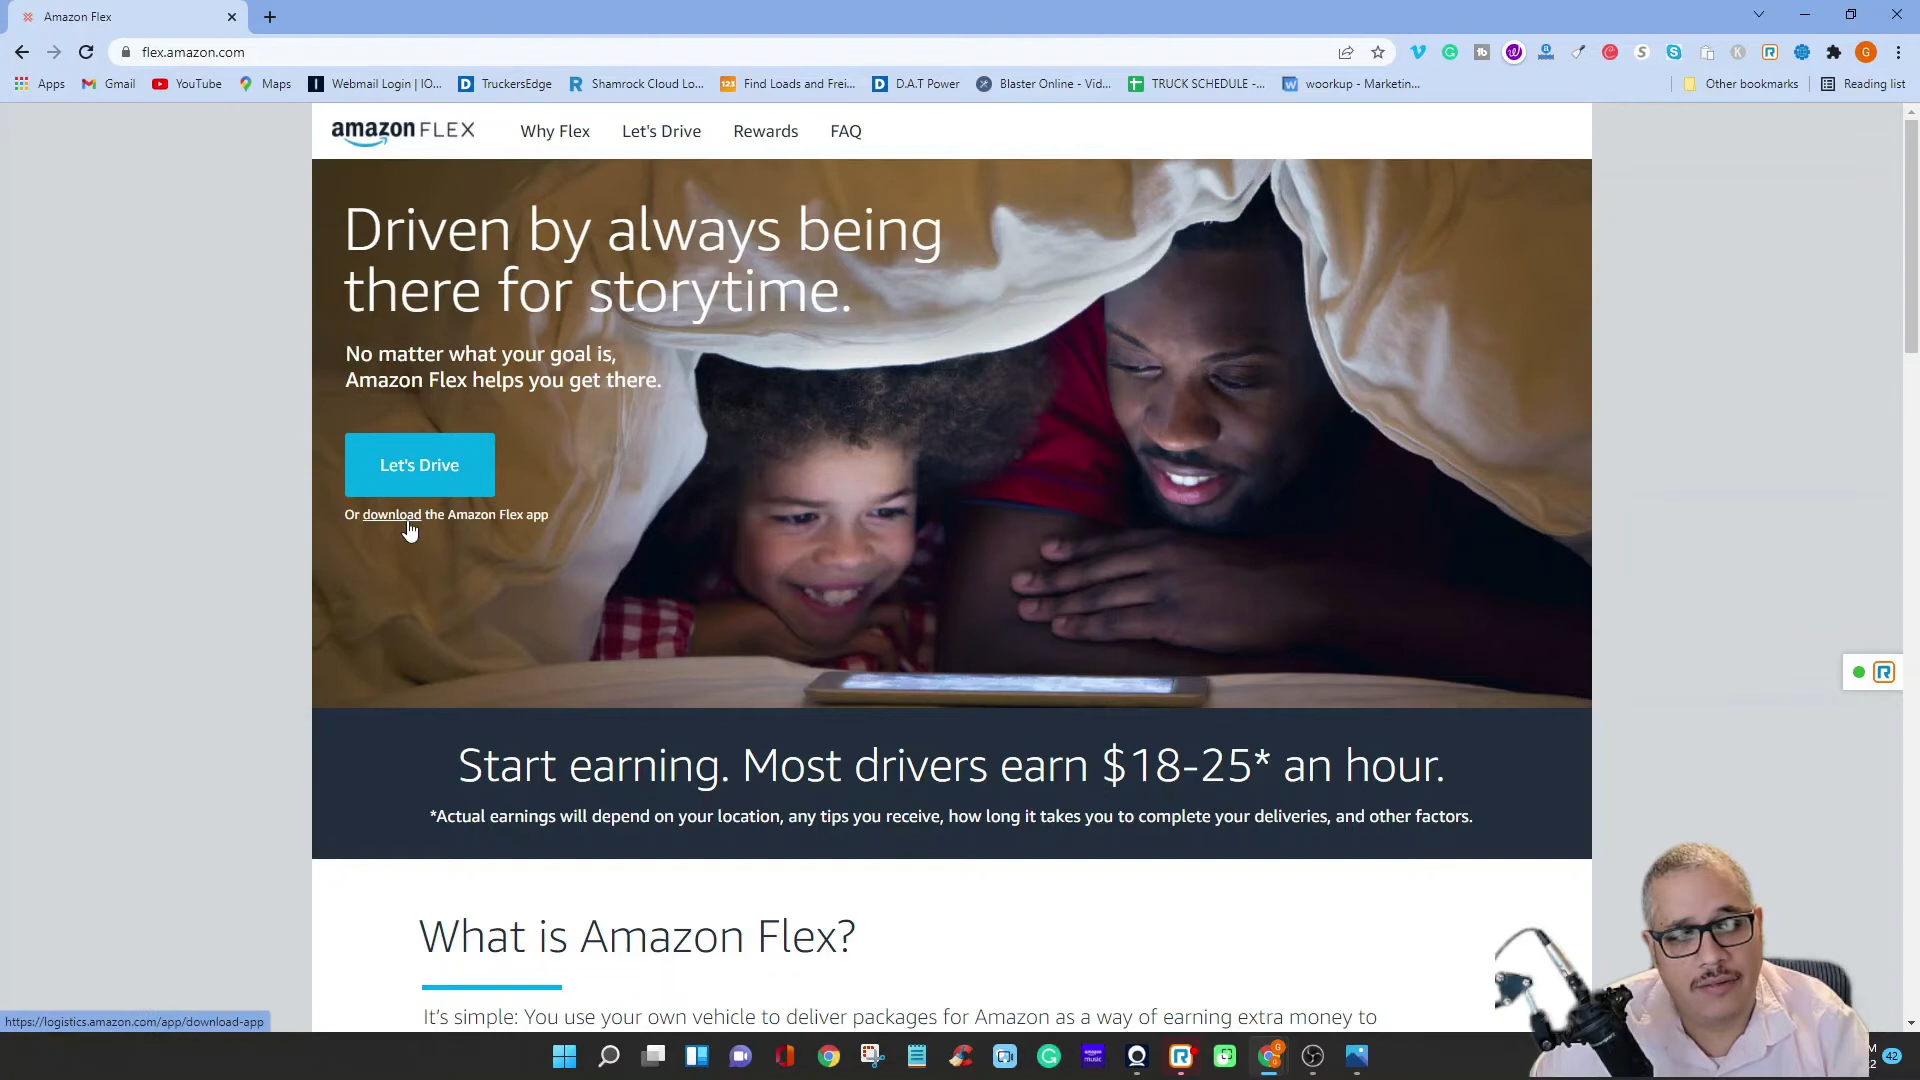 Amazon Flex
flex.amazon.com
Apps
Gmail
YouTube
Maps
Webmail Login | IO...
TruckersEdge
Shamrock Cloud Lo...
Find Loads and Frei...
D.A.T Power
Blaster Online - Vid...
TRUCK SCHEDULE -...
woorkup - Marketin...
Other bookmarks
Reading list
amazon FLEX
Why Flex
Let's Drive
Rewards
FAQ
Driven by always being
there for storytime.
No matter what your goal is,
Amazon Flex helps you get there.
Let's Drive
Or download the Amazon Flex app
Start earning. Most drivers earn $18-25* an hour.
*Actual earnings will depend on your location, any tips you receive, how long it takes you to complete your deliveries, and other factors.
What is Amazon Flex?
It’s simple: You use your own vehicle to deliver packages for Amazon as a way of earning extra money to
https://logistics.amazon.com/app/download-app
42